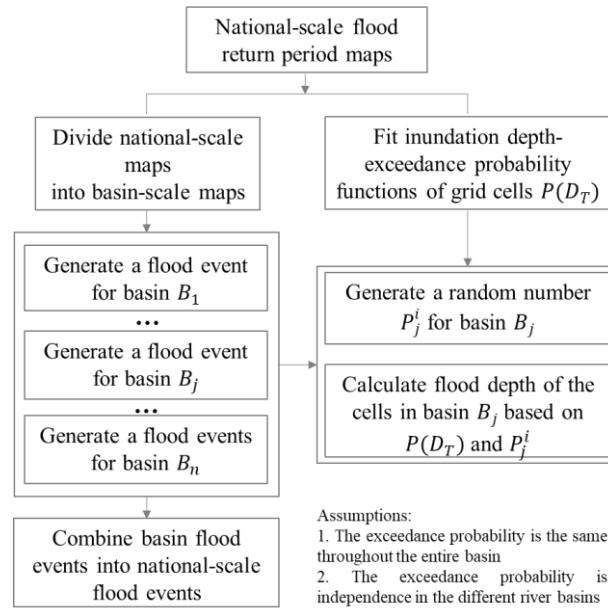 National-scale flood
return period maps
Divide national-scale
maps
into basin-scale maps
Fit inundation depth-
exceedance probability
functions of grid cells P(D_T)
Generate a flood event
for basin B_1
...
Generate a flood event
for basin B_j
...
Generate a flood events
for basin B_n
Generate a random number
P_j^i for basin B_j
Calculate flood depth of the
cells in basin B_j based on
P(D_T) and P_j^i
Combine basin flood
events into national-scale
flood events
Assumptions:
1. The exceedance probability is the same
throughout the entire basin
2. The exceedance probability is
independence in the different river basins